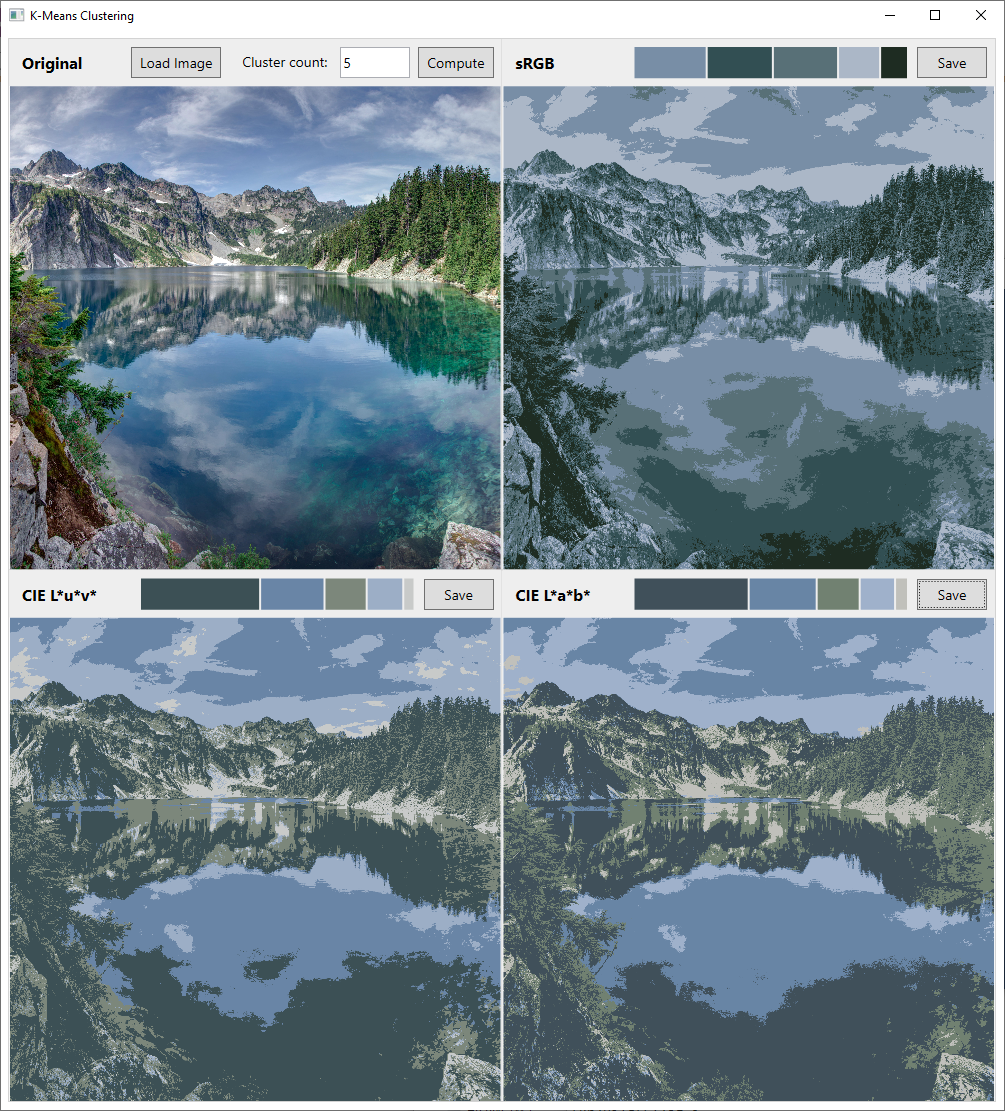 K-Means Clustering
Original Load Image Cluster count: 5 Compute
sRGB Save
CIE L*u*v* Save
CIE L*a*b* Save